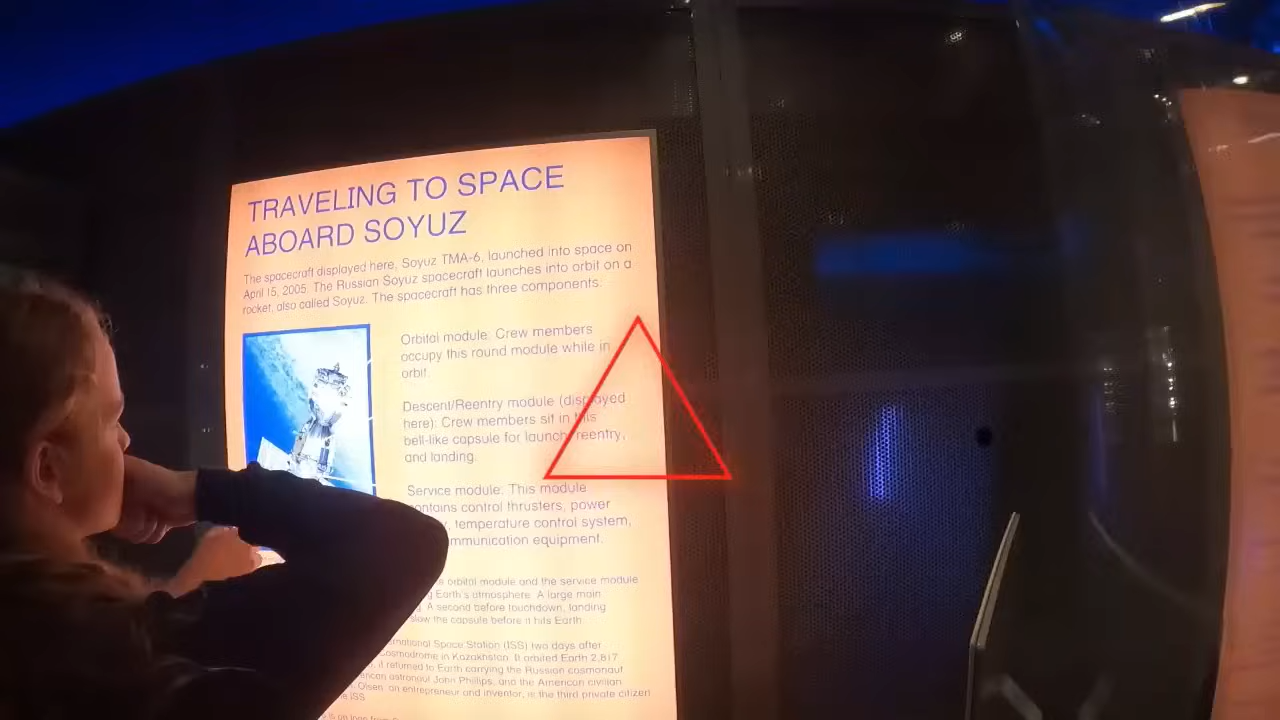 TRAVELING TO SPACE
ABOARD SOYUZ
The spacecraft displayed here, Soyuz TMA-6, launched into space on
April 15, 2005. The Russian Soyuz spacecraft launches into orbit on a
rocket, also called Soyuz. The spacecraft has three components:
Orbital module: Crew members
occupy this round module while in
orbit.
Descent/Reentry module (displayed
here): Crew members sit in this
bell-like capsule for launch, reentry,
and landing.
Service module: This module
contains control thrusters, power
temperature control system,
communication equipment.
orbital module and the service module
Earth's atmosphere. A large main
A second before touchdown, landing
slow the capsule before it hits Earth.
International Space Station (ISS) two days after
Cosmodrome in Kazakhstan. It orbited Earth 2,817
it returned to Earth carrying the Russian cosmonaut
American astronaut John Phillips, and the American civilian
Olsen, an entrepreneur and inventor, is the third private citizen
ISS.
is on loan from